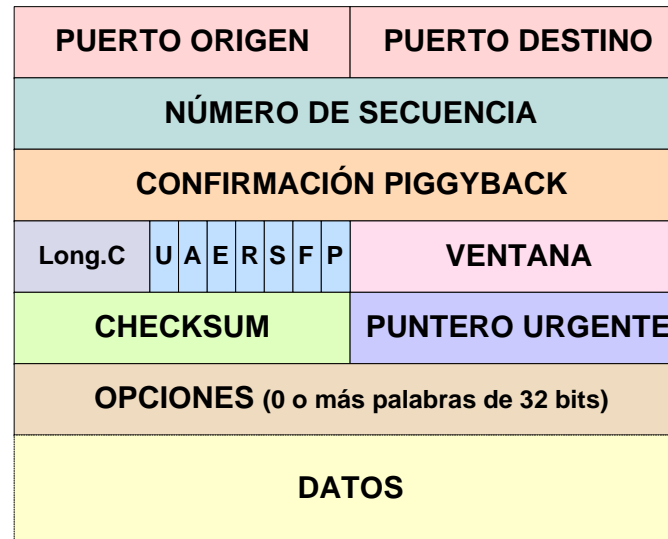 PUERTO ORIGEN PUERTO DESTINO
NÚMERO DE SECUENCIA
CONFIRMACIÓN PIGGYBACK
Long.C U A E R S F P VENTANA
CHECKSUM PUNTERO URGENTE
OPCIONES (0 o más palabras de 32 bits)
DATOS